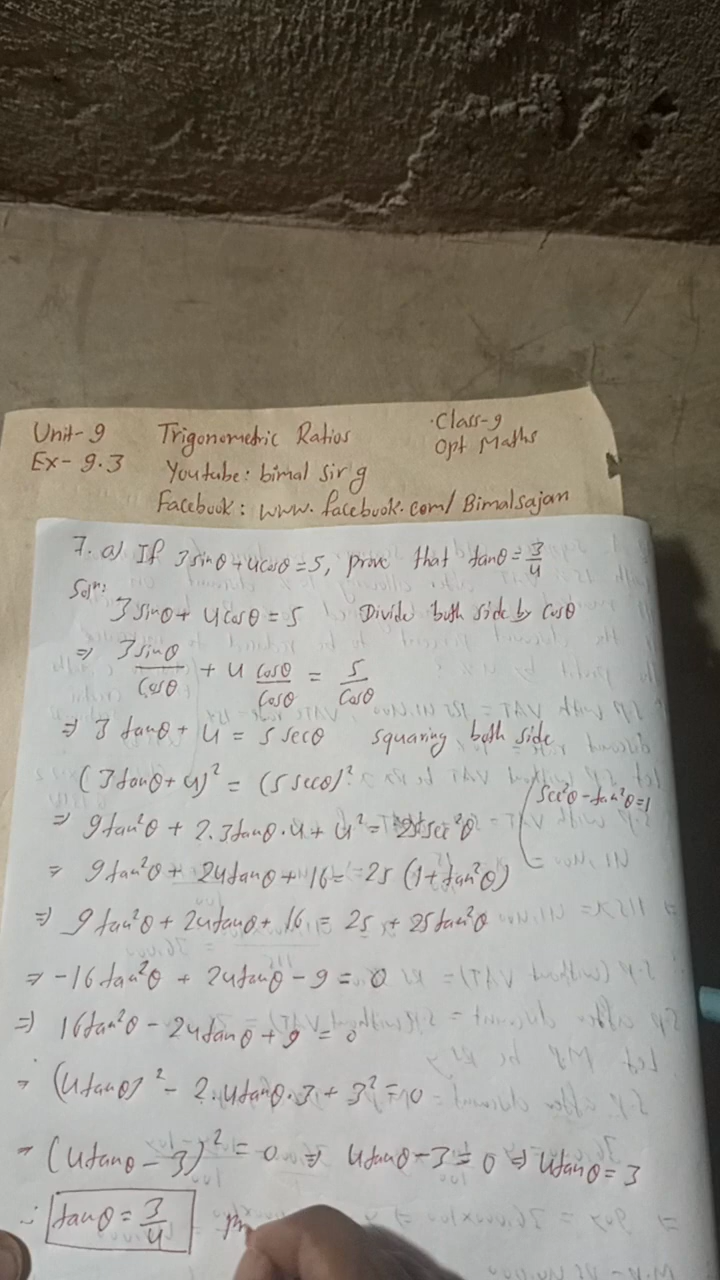 Unit-9 Trigonometric Ratios Class-9
Ex-9.3 Youtube: bimal sir g Opt Maths
Facebook: www.facebook.com/Bimalsajan
7. a) If 3sinθ+4cosθ=5, prove that tanθ=3/4
Solⁿ:
3sinθ+4cosθ=5 Divide both side by Cosθ
⇒ 3sinθ/Cosθ + 4 Cosθ/Cosθ = 5/Cosθ
⇒ 3 tanθ + 4 = 5 secθ squaring both side
(3tanθ+4)² = (5secθ)²
sec²θ-tan²θ=1
⇒ 9tan²θ + 2.3tanθ.4+4² = 25sec²θ
⇒ 9tan²θ + 24tanθ+16=25(1+tan²θ)
⇒ 9tan²θ+24tanθ+16=25+25tan²θ
⇒ -16tan²θ + 24tanθ-9=0
⇒ 16tan²θ-24tanθ+9=0
⇒ (4tanθ)²-2.4tanθ.3+3²=0
⇒ (4tanθ-3)²=0 ⇒ 4tanθ-3=0 ⇒ 4tanθ=3
∴ tanθ=3/4